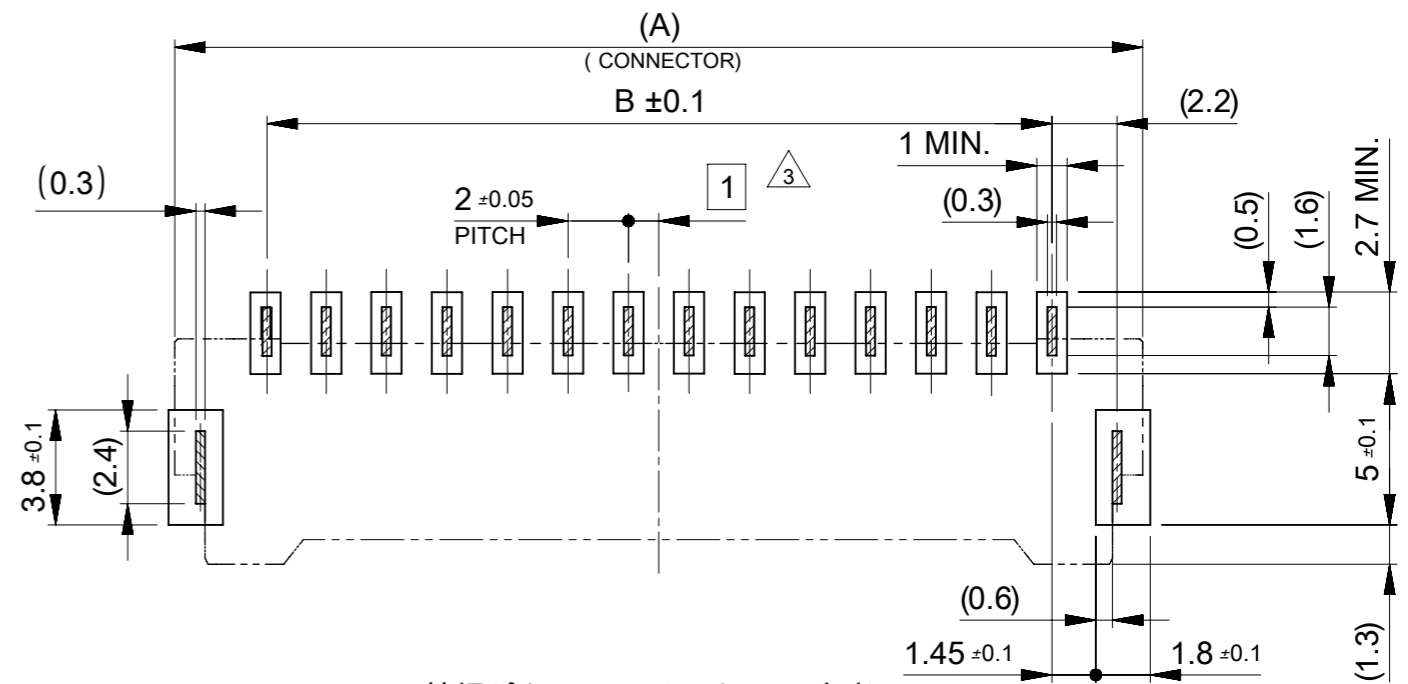 (A)
( CONNECTOR)
B ±0.1
(2.2)
1 MIN.
(0.3)
2 ±0.05
PITCH
1
3
(0.3)
(0.5)
(1.6)
2.7 MIN.
3.8 ±0.1
(2.4)
5 ±0.1
(0.6)
1.45 ±0.1
1.8 ±0.1
(1.3)